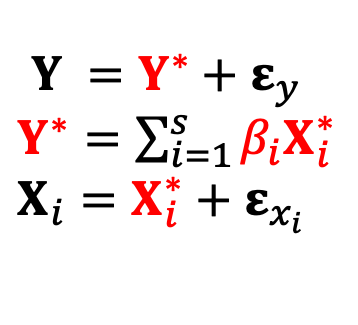 𝐘 = 𝐘* + 𝛆_y
𝐘* = ∑_{i=1}^{s} β_i 𝐗_i^*
𝐗_i = 𝐗_i^* + 𝛆_{x_i}